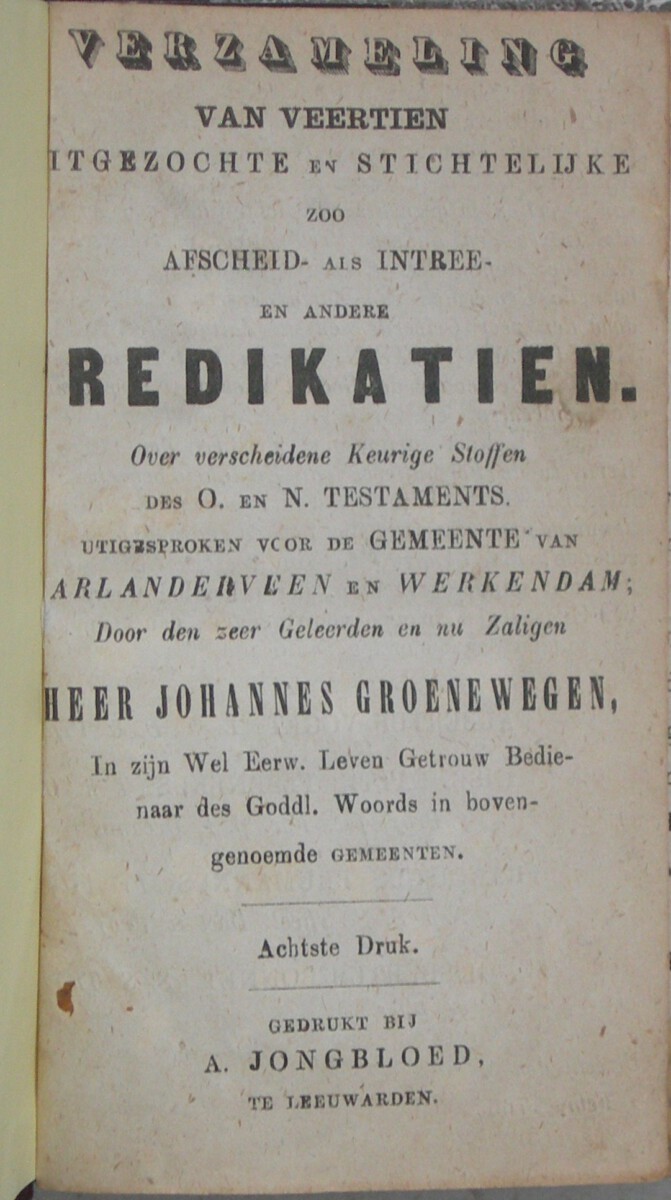 VERZAMELING
VAN VEERTIEN
ITGEZOCHTE EN STICHTELIJKE
ZOO
AFSCHEID- ALS INTREE-
EN ANDERE
REDIKATIEN.
Over verscheidene Keurige Stoffen
DES O. EN N. TESTAMENTS.
UTIGESPROKEN VOOR DE GEMEENTE VAN
ARLANDERVEEN EN WERKENDAM;
Door den zeer Geleerden en nu Zaligen
HEER JOHANNES GROENEWEGEN,
In zijn Wel Eerw. Leven Getrouw Bedie-
naar des Goddl. Woords in boven-
genoemde GEMEENTEN.
Achtste Druk.
GEDRUKT BIJ
A. JONGBLOED,
TE LEEUWARDEN.